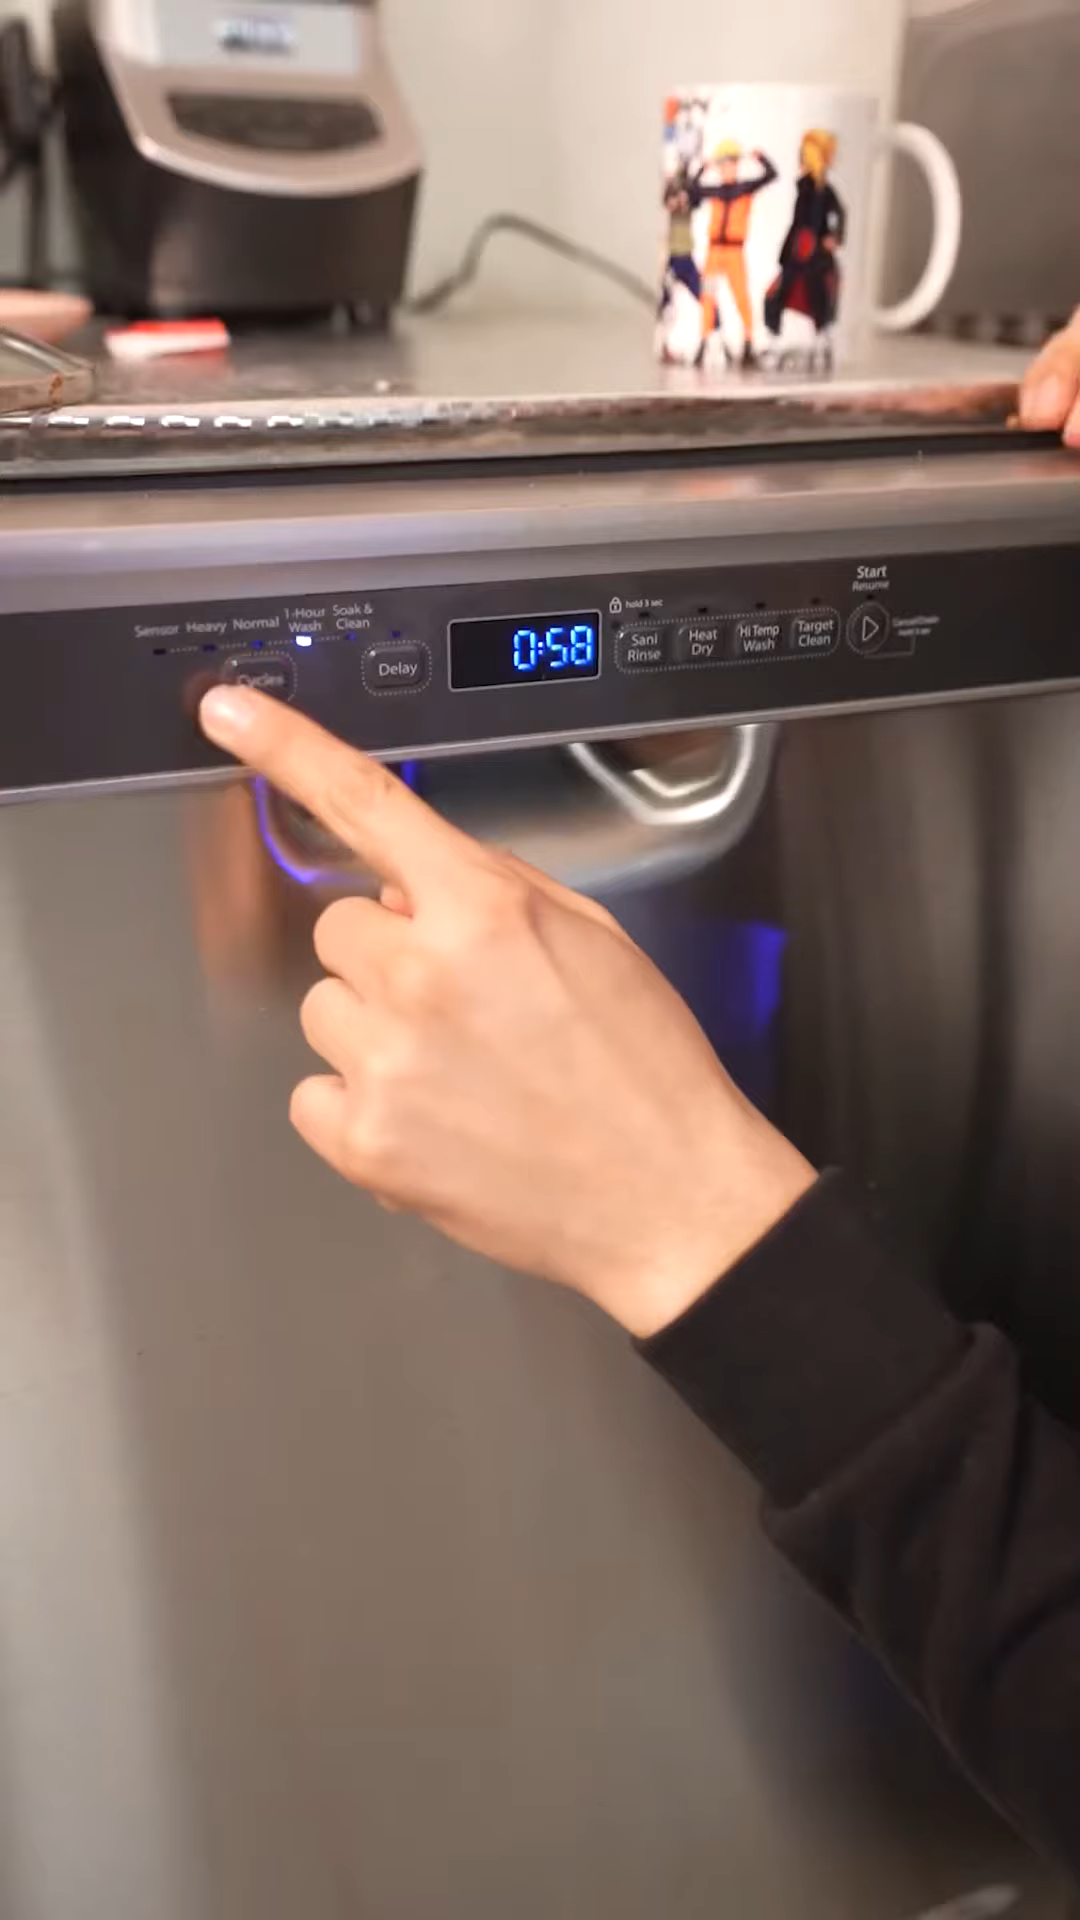 Sensor Heavy Normal 1-Hour Wash Soak & Clean
Cycles
Delay
0:58
hold 3 sec
Sani Rinse
Heat Dry
Hi Temp Wash
Target Clean
Start
Resume